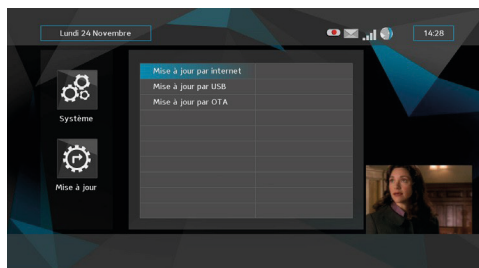 Lundi 24 Novembre
14:28
Système
Mise à jour
Mise à jour par internet
Mise à jour par USB
Mise à jour par OTA